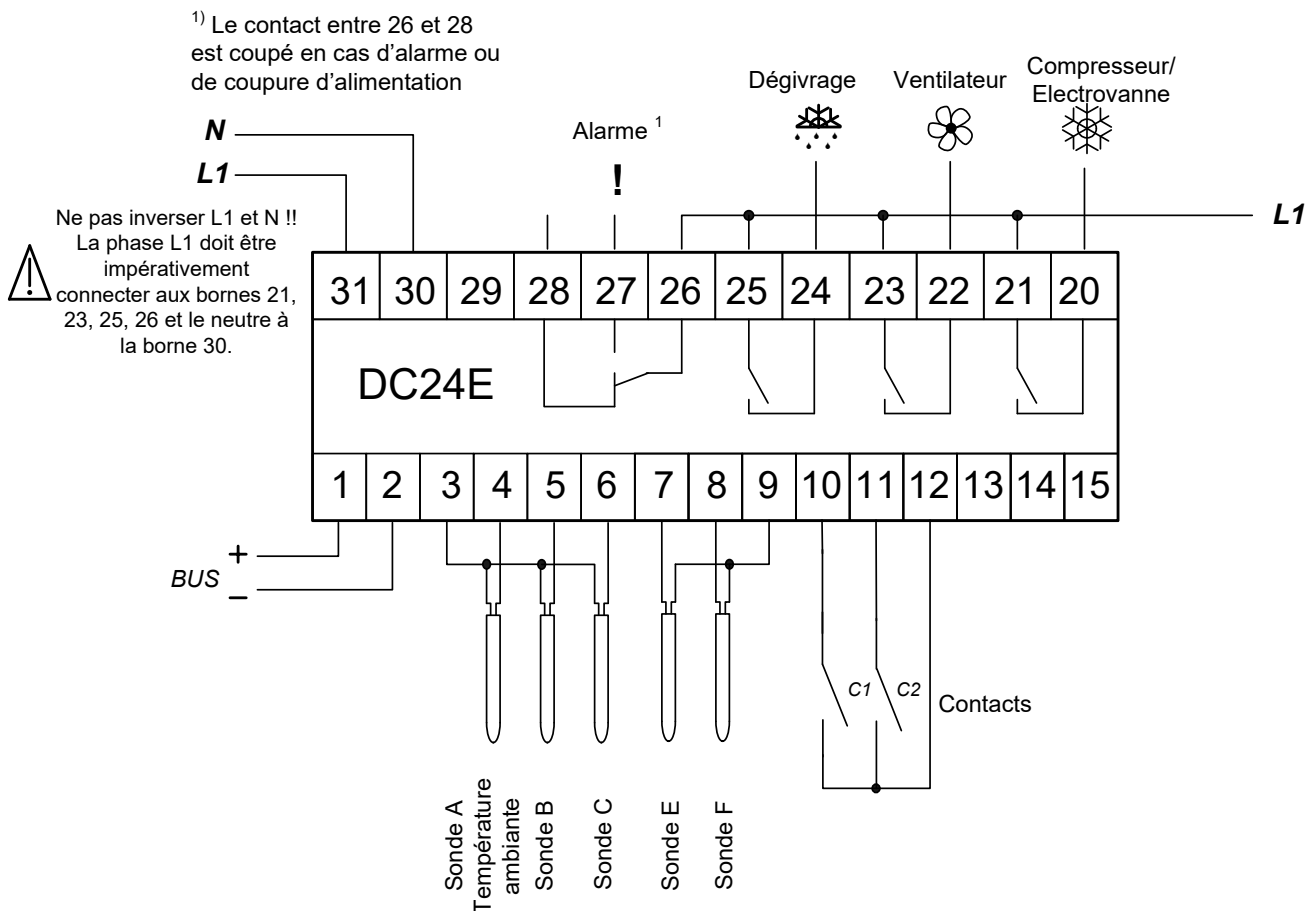 1) Le contact entre 26 et 28
est coupé en cas d’alarme ou
de coupure d’alimentation
N
L1
Alarme 1
!
Dégivrage
Ventilateur
Compresseur/
Electrovanne
L1
Ne pas inverser L1 et N !!
La phase L1 doit être
impérativement
connecter aux bornes 21,
23, 25, 26 et le neutre à
la borne 30.
31 30 29 28 27 26 25 24 23 22 21 20
DC24E
1 2 3 4 5 6 7 8 9 10 11 12 13 14 15
+
BUS
_
C1
C2
Contacts
Sonde A
Température
ambiante
Sonde B
Sonde C
Sonde E
Sonde F